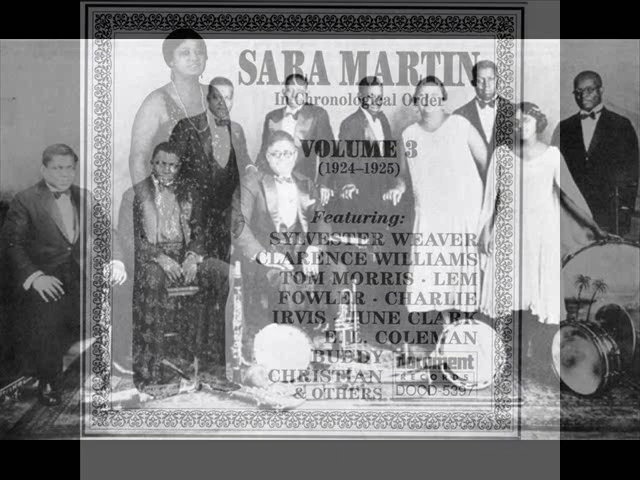 SARA MARTIN
In Chronological Order
VOLUME 3
(1924–1925)
Featuring:
SYLVESTER WEAVER
CLARENCE WILLIAMS
TOM MORRIS · LEM
FOWLER · CHARLIE
IRVIS · JUNE CLARK
E. L. COLEMAN
BUDDY
CHRISTIAN
& OTHERS
document
RECORDS
DOCD-5397